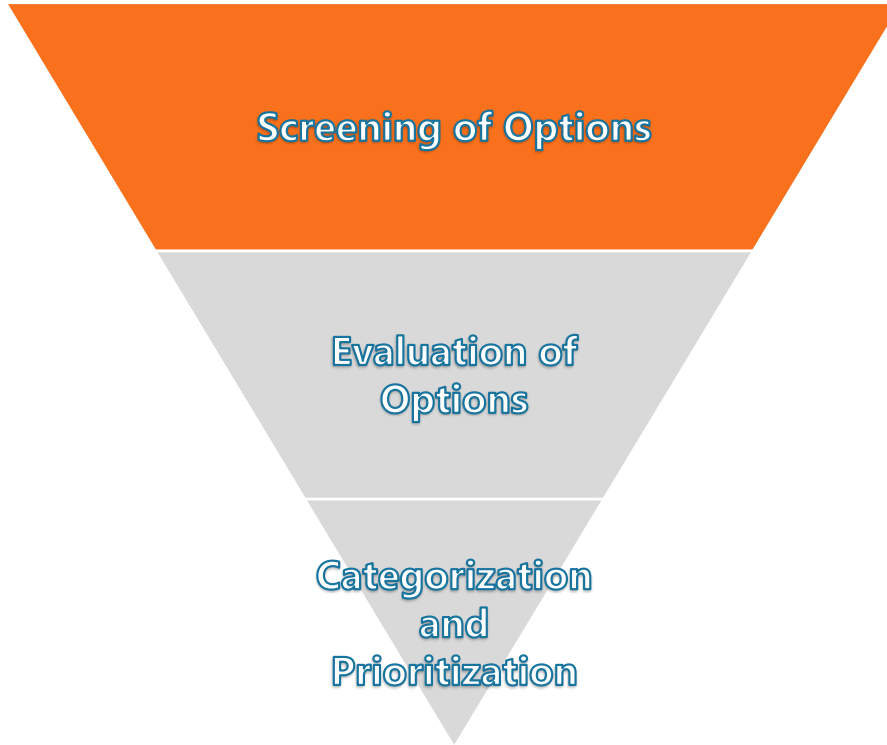 Screening of Options
Evaluation of
Options
Categorization
and
Prioritization